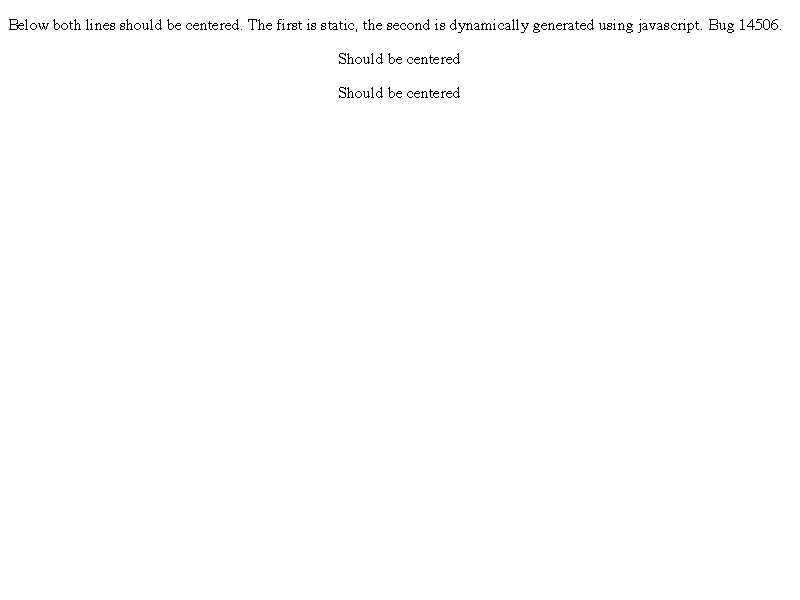 Below both lines should be centered. The first is static, the second is dynamically generated using javascript. Bug 14506.
Should be centered
Should be centered